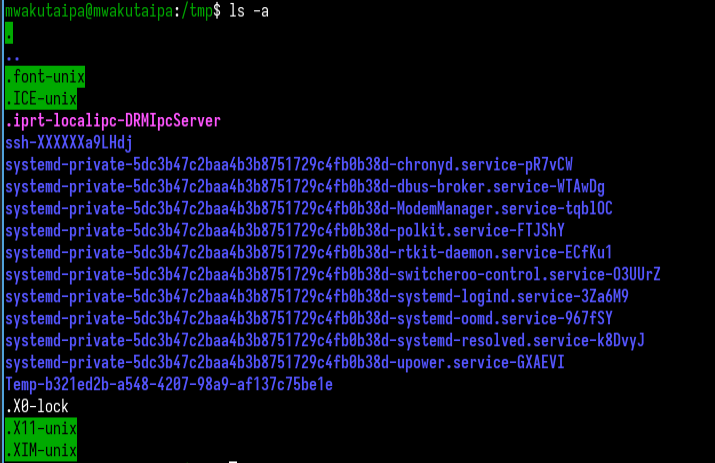 mwakutaipa@mwakutaipa:/tmp$ ls -a
.
..
.font-unix
.ICE-unix
.iprt-localipc-DRMIpcServer
ssh-XXXXXXa9LHdj
systemd-private-5dc3b47c2baa4b3b8751729c4fb0b38d-chronyd.service-pR7vCW
systemd-private-5dc3b47c2baa4b3b8751729c4fb0b38d-dbus-broker.service-WTAwDg
systemd-private-5dc3b47c2baa4b3b8751729c4fb0b38d-ModemManager.service-tqblOC
systemd-private-5dc3b47c2baa4b3b8751729c4fb0b38d-polkit.service-FTJShY
systemd-private-5dc3b47c2baa4b3b8751729c4fb0b38d-rtkit-daemon.service-ECfKu1
systemd-private-5dc3b47c2baa4b3b8751729c4fb0b38d-switcheroo-control.service-O3UUrZ
systemd-private-5dc3b47c2baa4b3b8751729c4fb0b38d-systemd-logind.service-3Za6M9
systemd-private-5dc3b47c2baa4b3b8751729c4fb0b38d-systemd-oomd.service-967fSY
systemd-private-5dc3b47c2baa4b3b8751729c4fb0b38d-systemd-resolved.service-k8DvyJ
systemd-private-5dc3b47c2baa4b3b8751729c4fb0b38d-upower.service-GXAEVI
Temp-b321ed2b-a548-4207-98a9-af137c75be1e
.X0-lock
.X11-unix
.XIM-unix